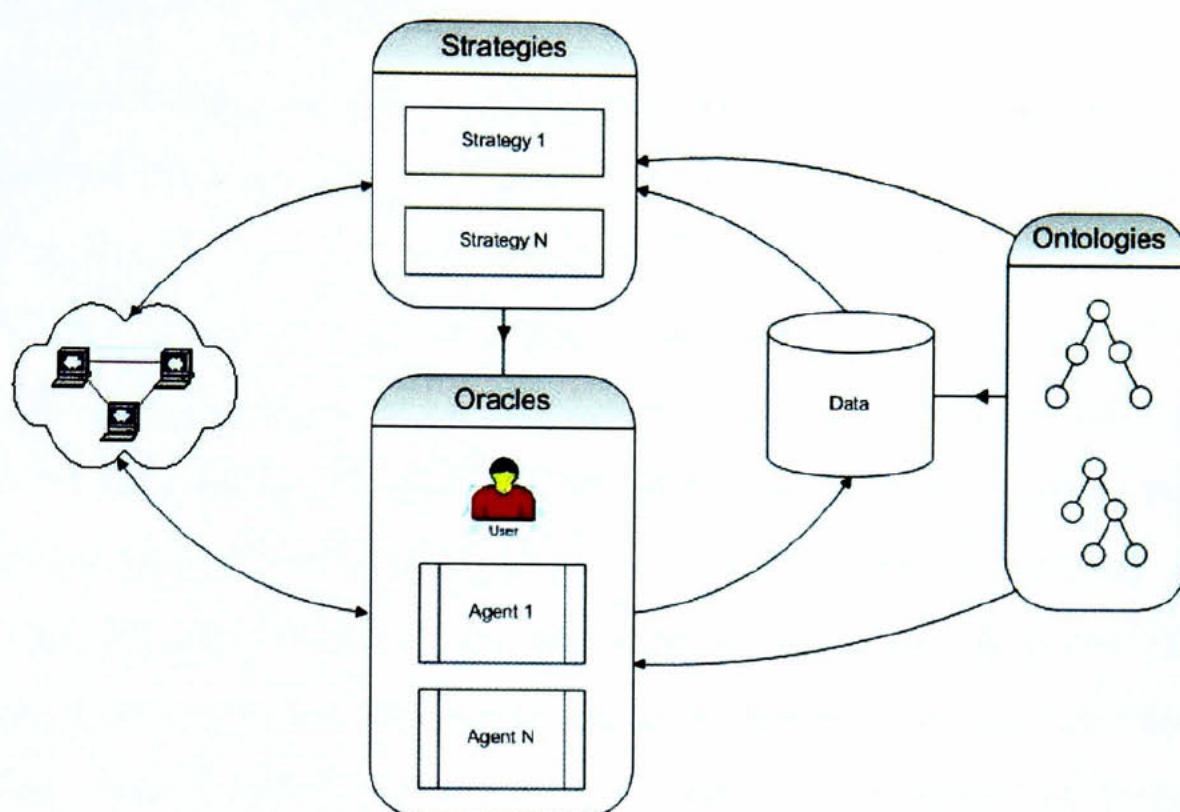 Strategies
Strategy 1
Strategy N
Ontologies
Data
Oracles
User
Agent 1
Agent N